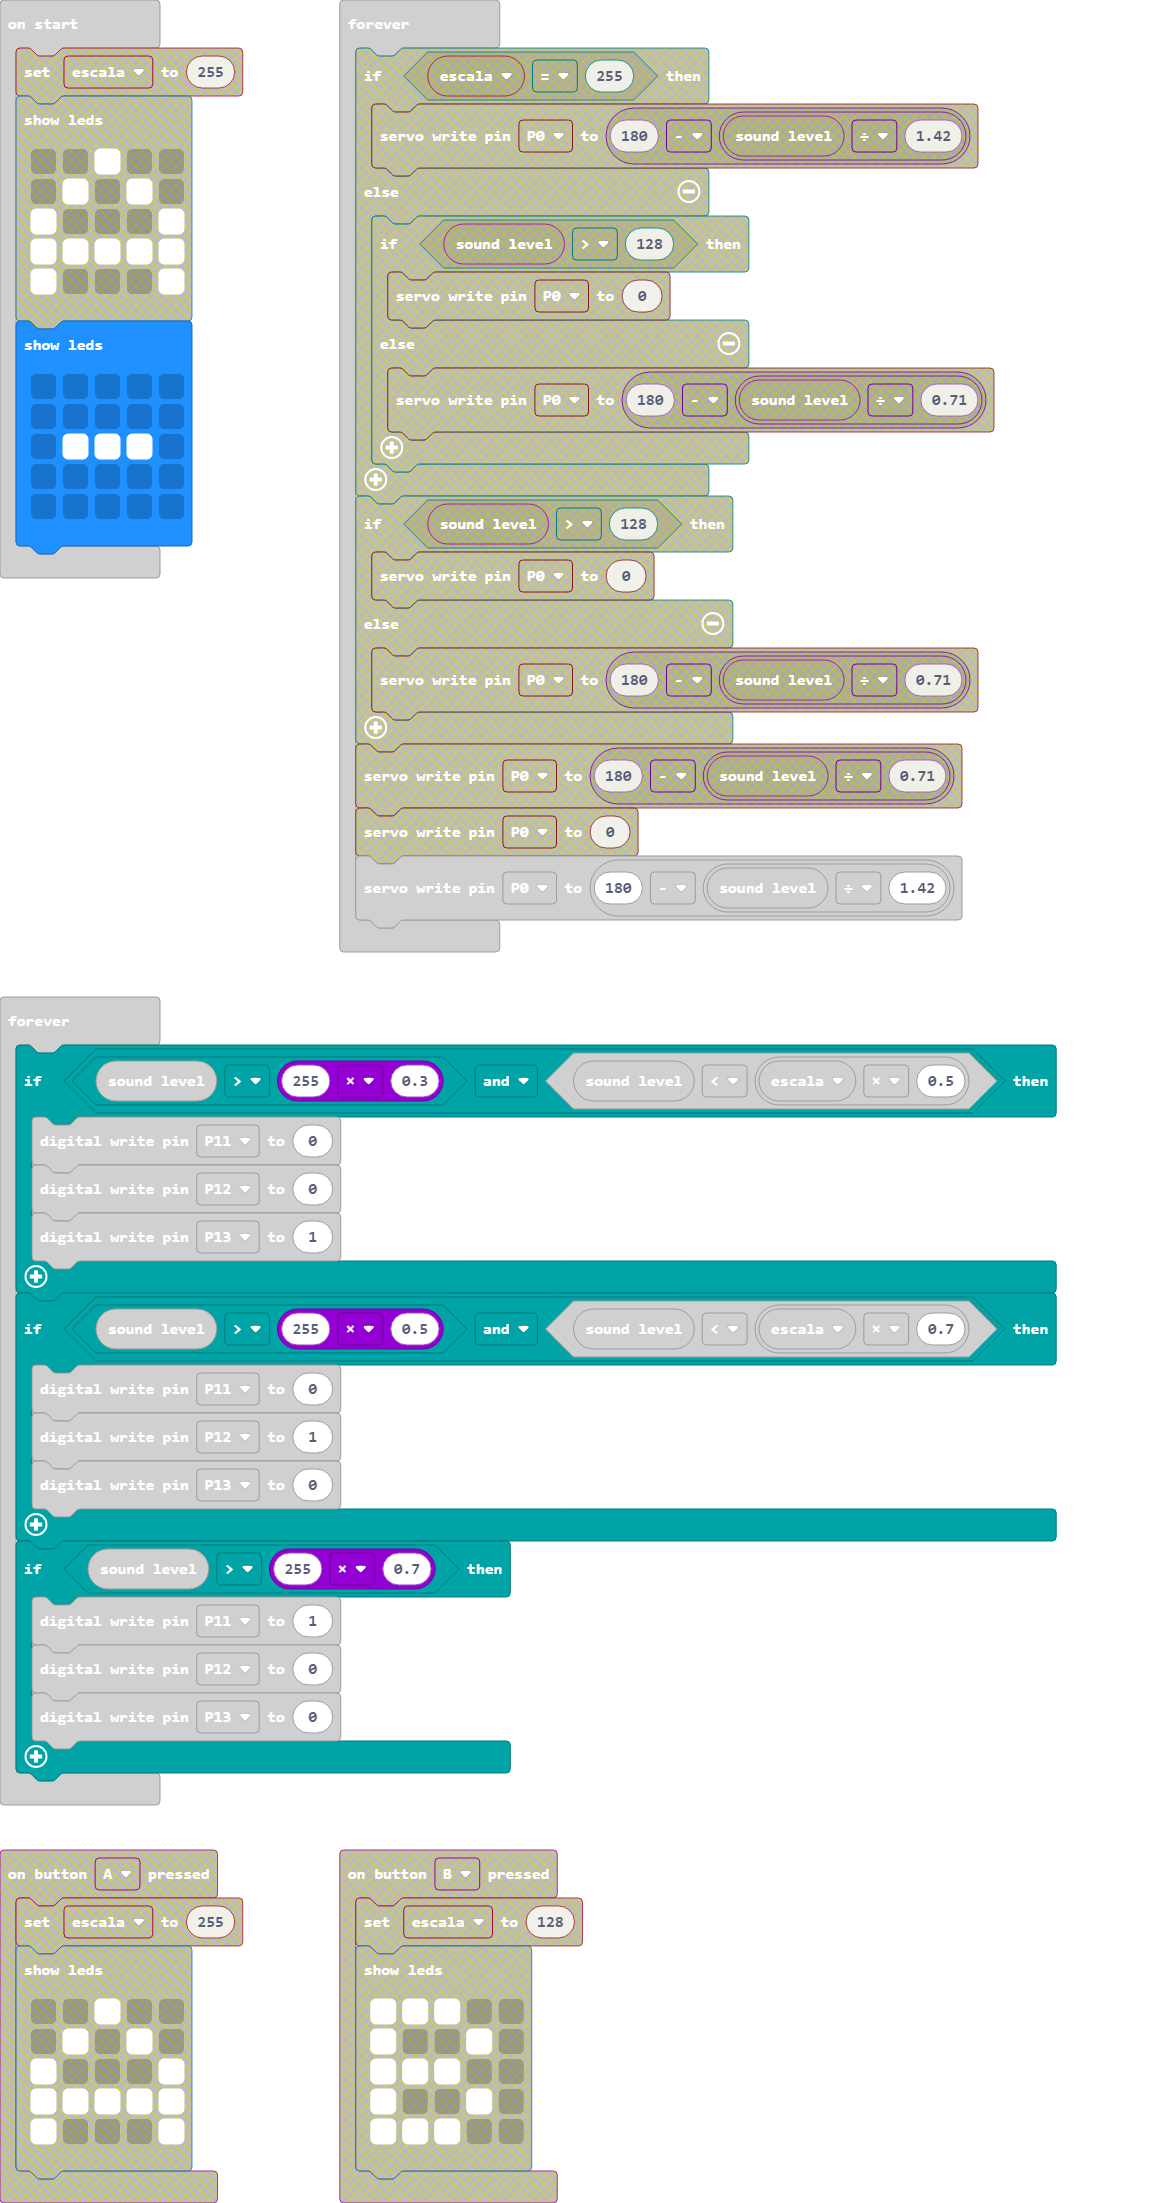 on start
set escala to 255
show leds
show leds
forever
if escala = 255 then
servo write pin P0 to 180 - sound level ÷ 1.42
else
if sound level > 128 then
servo write pin P0 to 0
else
servo write pin P0 to 180 - sound level ÷ 0.71
if sound level > 128 then
servo write pin P0 to 0
else
servo write pin P0 to 180 - sound level ÷ 0.71
servo write pin P0 to 180 - sound level ÷ 0.71
servo write pin P0 to 0
servo write pin P0 to 180 - sound level ÷ 1.42
forever
if sound level > 255 × 0.3 and sound level < escala × 0.5 then
digital write pin P11 to 0
digital write pin P12 to 0
digital write pin P13 to 1
if sound level > 255 × 0.5 and sound level < escala × 0.7 then
digital write pin P11 to 0
digital write pin P12 to 1
digital write pin P13 to 0
if sound level > 255 × 0.7 then
digital write pin P11 to 1
digital write pin P12 to 0
digital write pin P13 to 0
on button A pressed
set escala to 255
show leds
on button B pressed
set escala to 128
show leds